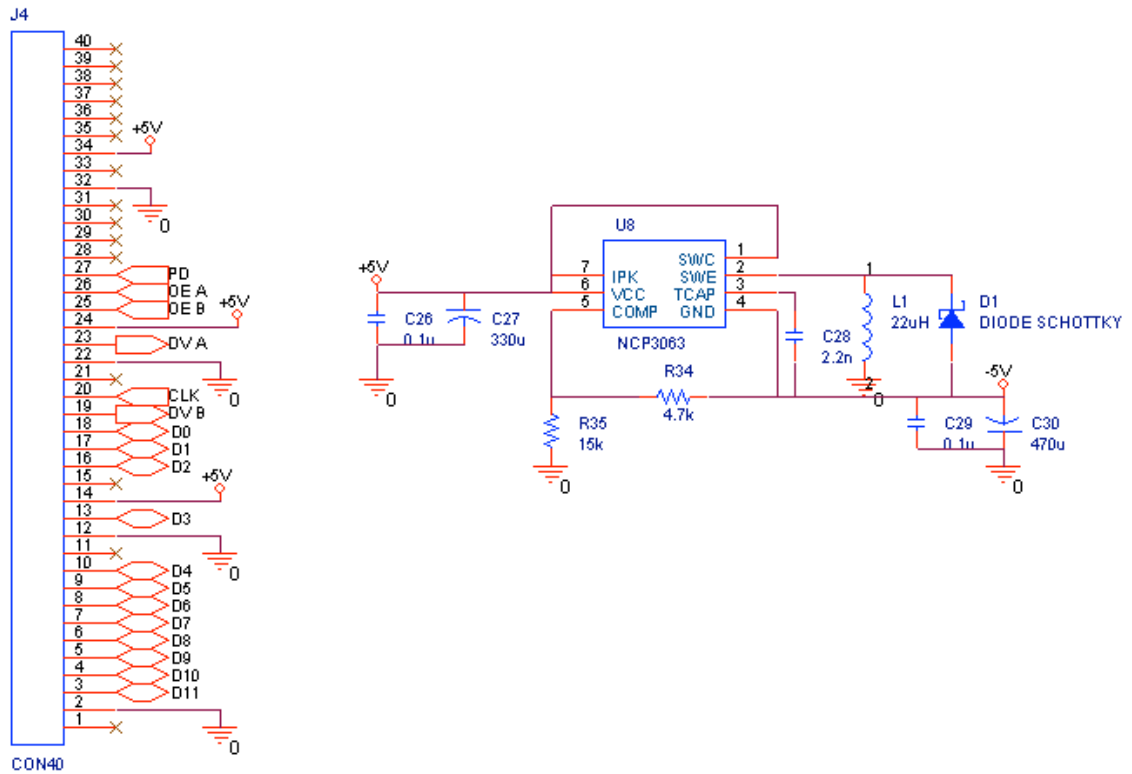 J4
40
39
38
37
36
35
+5V
34
33
32
0
31
30
29
28
27 PD
26 OE A
25 OE B
+5V
24
23 DV A
22
0
21
20 CLK
19 DV B
18 D0
17 D1
16 D2
15
+5V
14
13 D3
12
0
11
10 D4
9 D5
8 D6
7 D7
6 D8
5 D9
4 D10
3 D11
2
0
1
CON40
U8
+5V
7 IPK SWC 1
6 VCC SWE 2
5 COMP TCAP 3
GND 4
NCP3063
C26
0.1u
C27
330u
0
C28
2.2n
1
L1
22uH
2
0
D1
DIODE SCHOTTKY
-5V
R34
4.7k
R35
15k
0
C29
0.1u
C30
470u
0